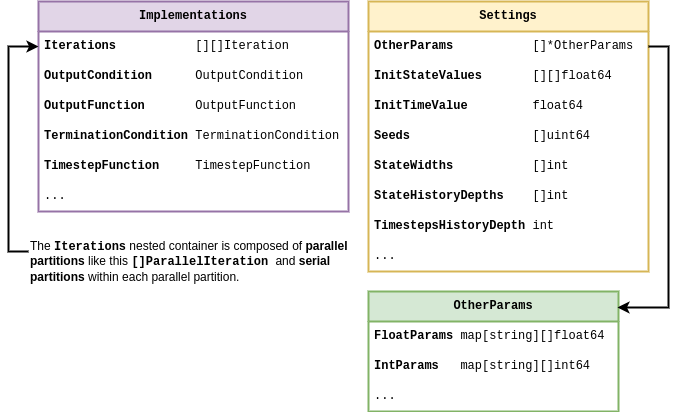 Implementations
Iterations [][]Iteration
OutputCondition OutputCondition
OutputFunction OutputFunction
TerminationCondition TerminationCondition
TimestepFunction TimestepFunction
...
The Iterations nested container is composed of parallel
partitions like this []ParallelIteration and serial
partitions within each parallel partition.
Settings
OtherParams []*OtherParams
InitStateValues [][]float64
InitTimeValue float64
Seeds []uint64
StateWidths []int
StateHistoryDepths []int
TimestepsHistoryDepth int
...
OtherParams
FloatParams map[string][]float64
IntParams map[string][]int64
...